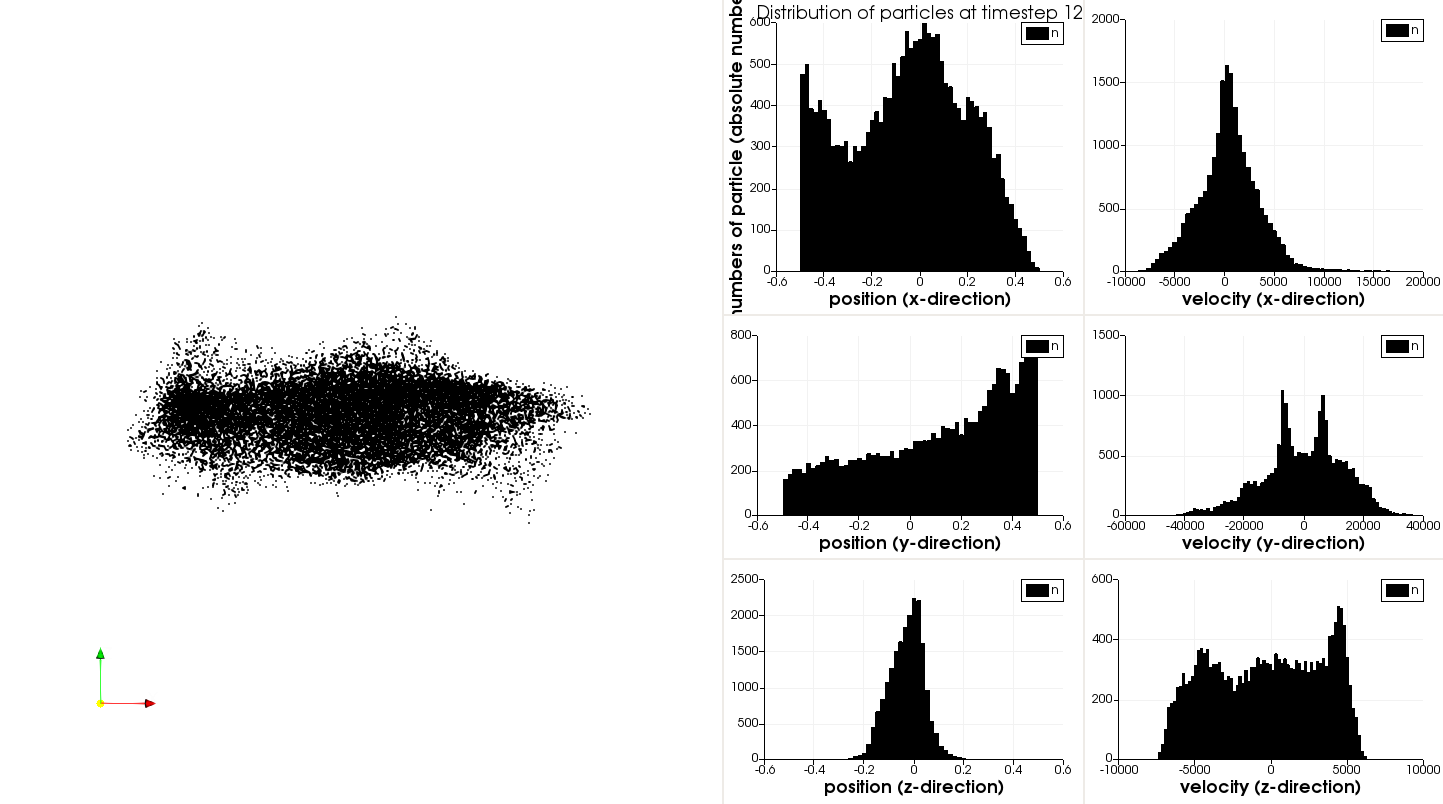 Distribution of particles at timestep 12
numbers of particle (absolute numbe
n
600
500
400
300
200
100
0
-0.6 -0.4 -0.2 0 0.2 0.4 0.6
position (x-direction)
n
2000
1500
1000
500
0
-10000 -5000 0 5000 10000 15000 20000
velocity (x-direction)
n
800
600
400
200
0
-0.6 -0.4 -0.2 0 0.2 0.4 0.6
position (y-direction)
n
1500
1000
500
0
-60000 -40000 -20000 0 20000 40000
velocity (y-direction)
n
2500
2000
1500
1000
500
0
-0.6 -0.4 -0.2 0 0.2 0.4 0.6
position (z-direction)
n
600
400
200
0
-10000 -5000 0 5000 10000
velocity (z-direction)